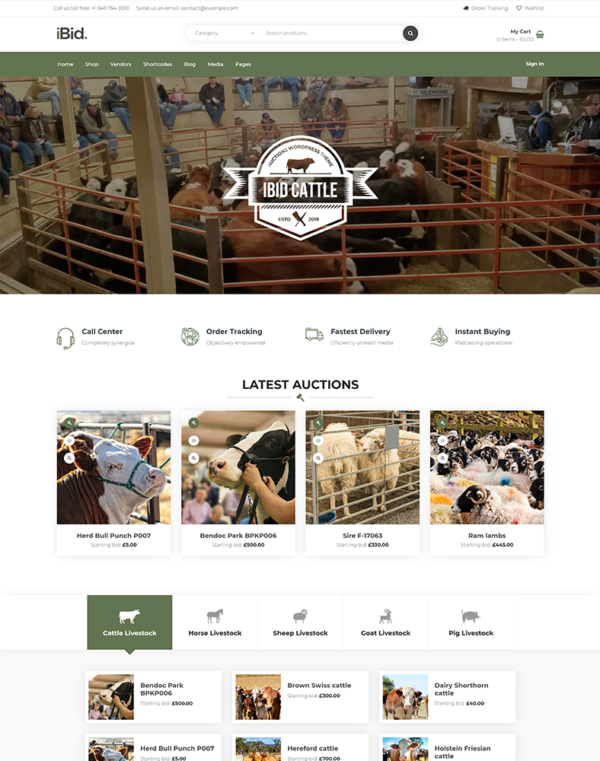 Call us toll free: +1-541-754-3010 Send us an email: contact@example.com Order Tracking Wishlist
iBid. Category Search products... My Cart
0 items - £0.00
Home Shop Vendors Shortcodes Blog Media Pages Sign In
TELEPHONE
AUCTIONS WORDPRESS THEME
IBID CATTLE
ESTD 2019
Call Center Order Tracking Fastest Delivery Instant Buying
Completely synergise Objectively empowered Efficiently unleash media Podcasting operational
LATEST AUCTIONS
Herd Bull Punch P007 Bendoc Park BPKP006 Sire F-17063 Ram lambs
Starting bid: £5.00 Starting bid: £500.00 Starting bid: £350.00 Starting bid: £445.00
Cattle Livestock Horse Livestock Sheep Livestock Goat Livestock Pig Livestock
Bendoc Park Brown Swiss cattle Dairy Shorthorn
BPKP006 Starting bid: £300.00 cattle
Starting bid: £500.00 Starting bid: £40.00
Herd Bull Punch P007 Hereford cattle Holstein Friesian
Starting bid: £5.00 Starting bid: £700.00 cattle